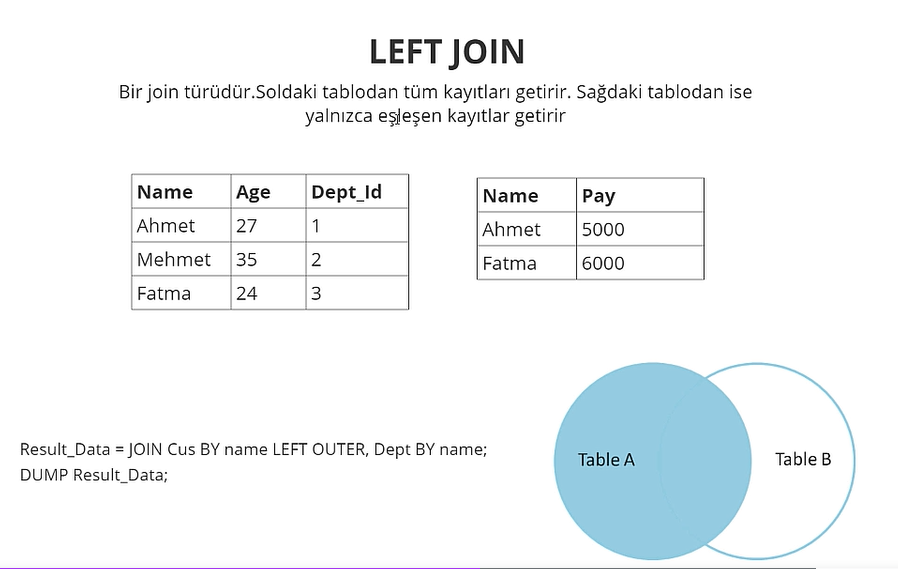 LEFT JOIN
Bir join türüdür.Soldaki tablodan tüm kayıtları getirir. Sağdaki tablodan ise
yalnızca eşleşen kayıtlar getirir
Name Age Dept_Id
Ahmet 27 1
Mehmet 35 2
Fatma 24 3
Name Pay
Ahmet 5000
Fatma 6000
Result_Data = JOIN Cus BY name LEFT OUTER, Dept BY name;
DUMP Result_Data;
Table A
Table B